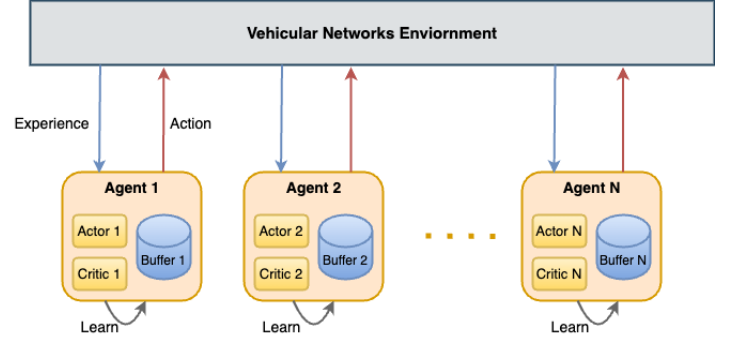 Vehicular Networks Enviornment
Experience
Action
Agent 1
Actor 1
Critic 1
Buffer 1
Learn
Agent 2
Actor 2
Critic 2
Buffer 2
Learn
Agent N
Actor N
Critic N
Buffer N
Learn